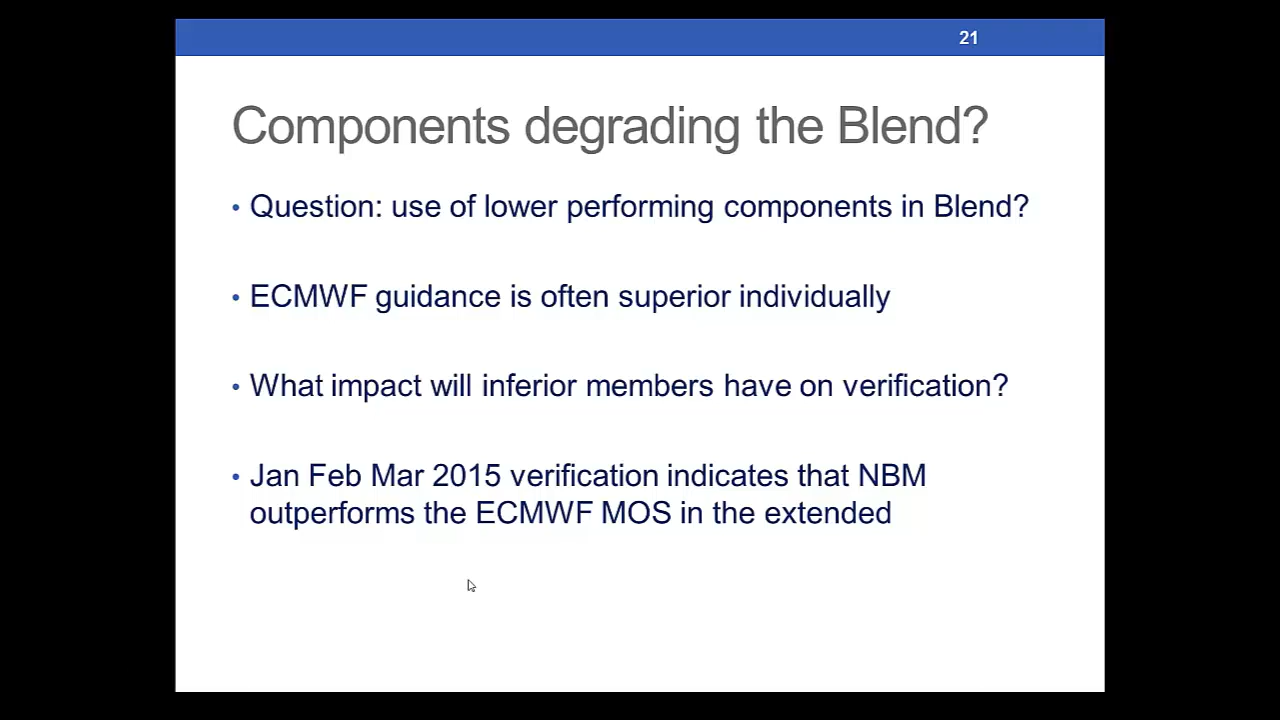 21
Components degrading the Blend?
• Question: use of lower performing components in Blend?
• ECMWF guidance is often superior individually
• What impact will inferior members have on verification?
• Jan Feb Mar 2015 verification indicates that NBM
outperforms the ECMWF MOS in the extended